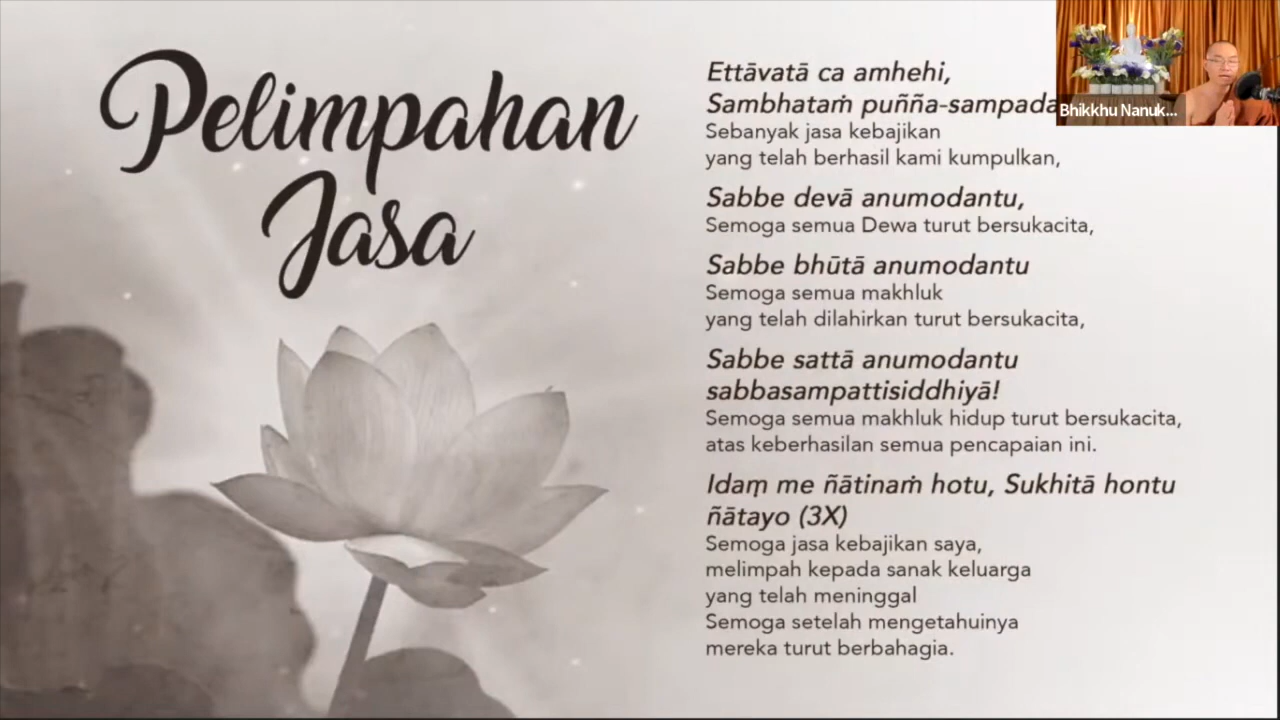 Pelimpahan
Jasa
Ettāvatā ca amhehi,
Sambhataṁ puñña-sampada
Sebanyak jasa kebajikan
yang telah berhasil kami kumpulkan,
Sabbe devā anumodantu,
Semoga semua Dewa turut bersukacita,
Sabbe bhūtā anumodantu
Semoga semua makhluk
yang telah dilahirkan turut bersukacita,
Sabbe sattā anumodantu
sabbasampattisiddhiyā!
Semoga semua makhluk hidup turut bersukacita,
atas keberhasilan semua pencapaian ini.
Idaṃ me ñātinaṁ hotu, Sukhitā hontu
ñātayo (3X)
Semoga jasa kebajikan saya,
melimpah kepada sanak keluarga
yang telah meninggal
Semoga setelah mengetahuinya
mereka turut berbahagia.
Bhikkhu Nanuk...